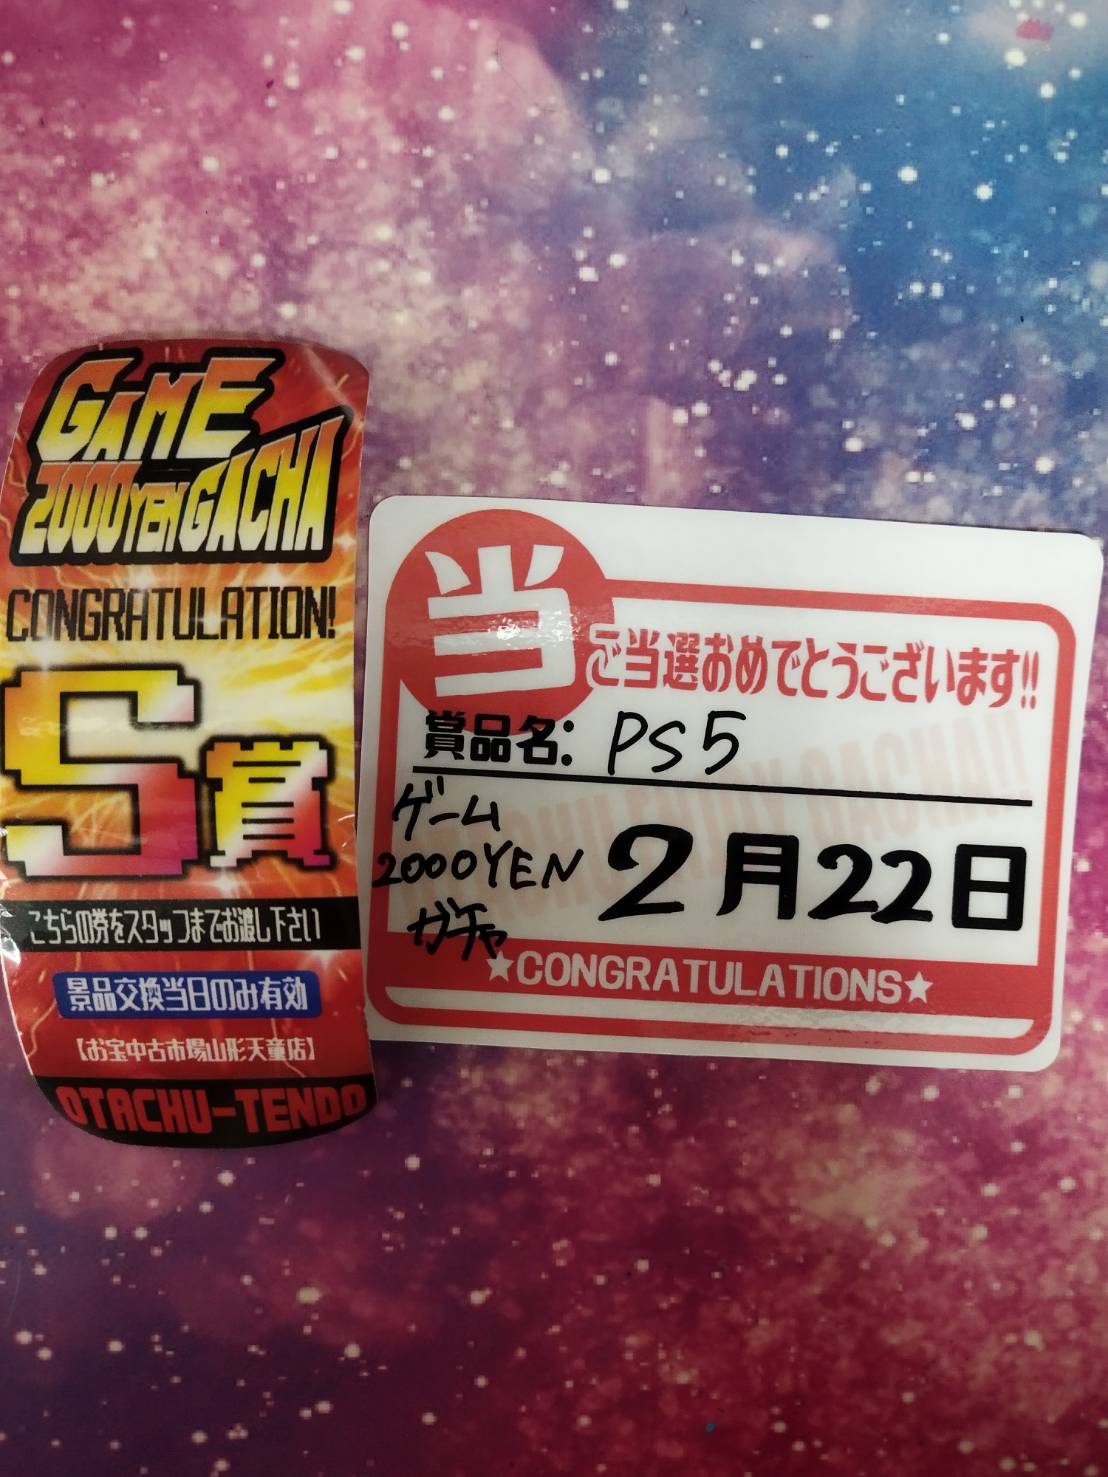 GAME
2000YEN GACHA
CONGRATULATION!
S賞
こちらの券をスタッフまでお渡し下さい
景品交換当日のみ有効
【お宝中古市場山形天童店】
OTACHU-TENDO
当
ご当選おめでとうございます!!
賞品名: PS5
ゲーム
2000YEN
ガチャ
2月22日
★CONGRATULATIONS★